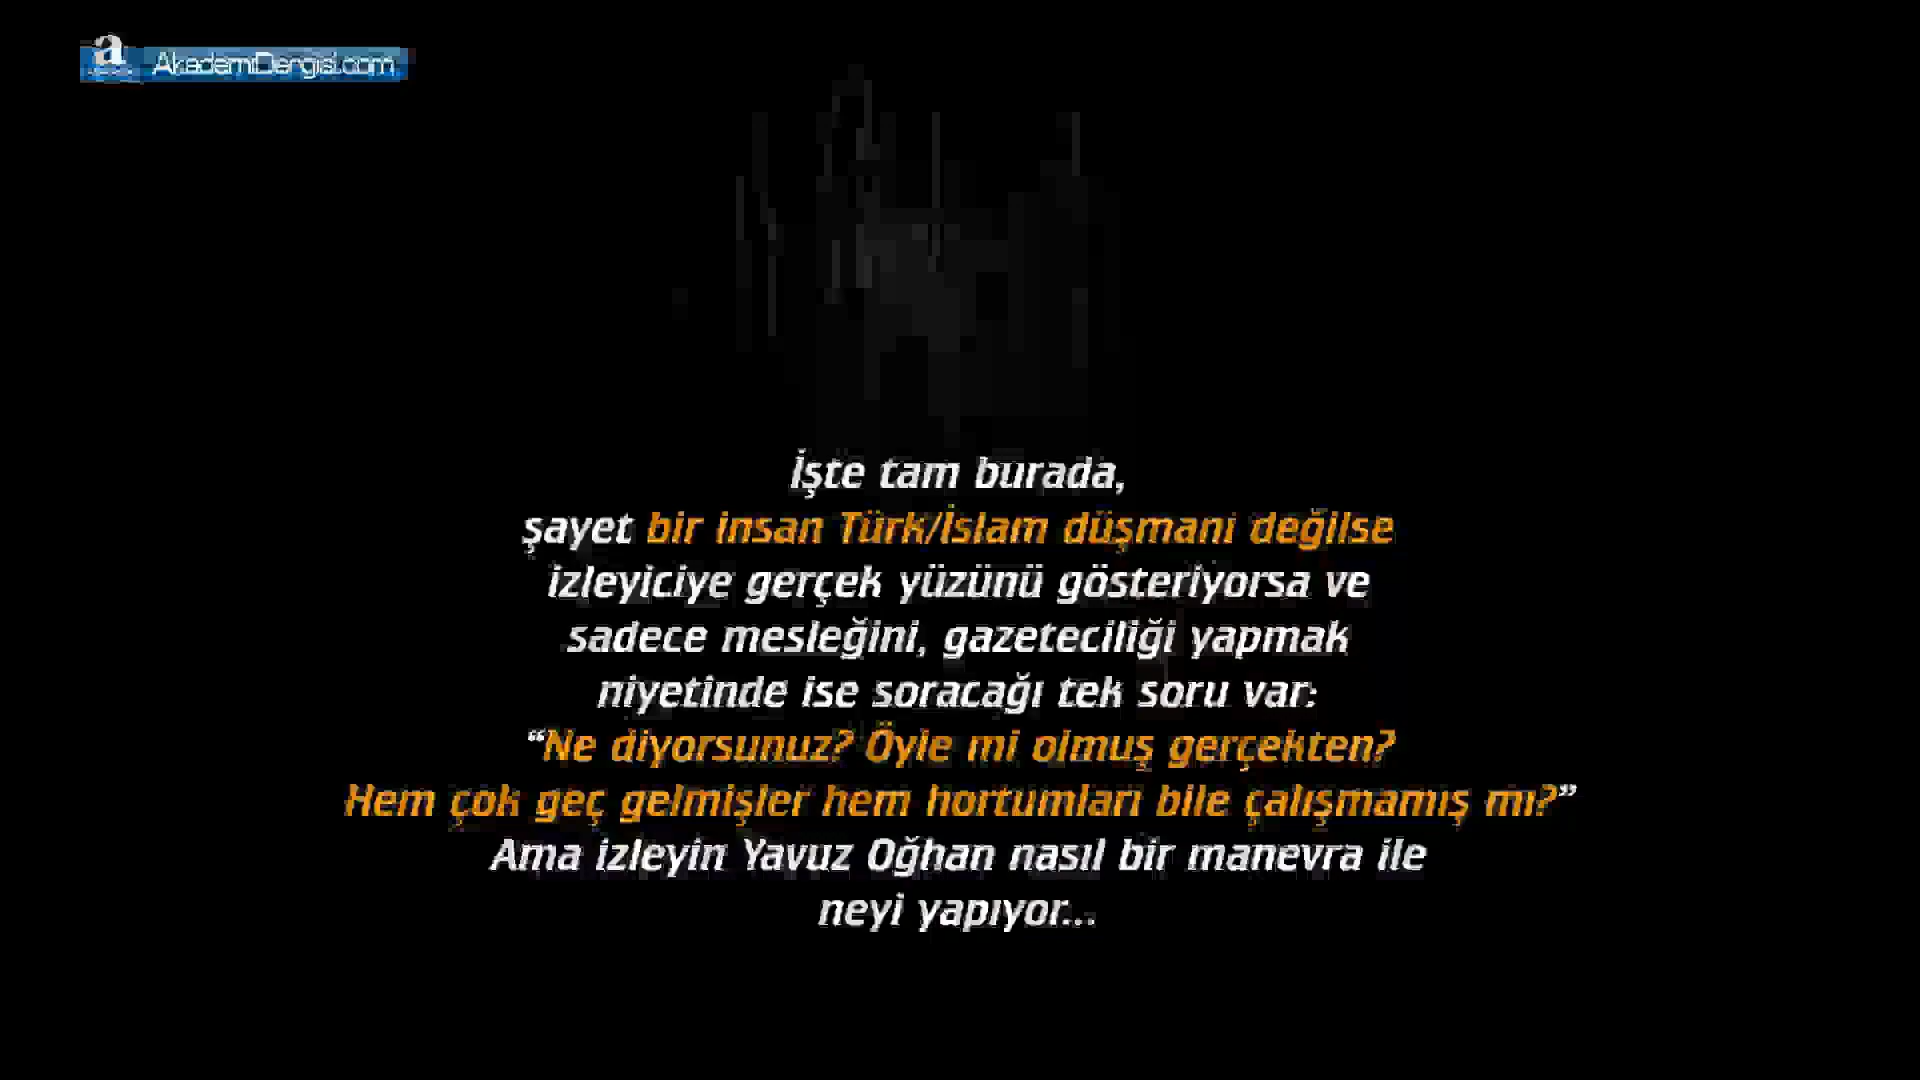 a AkademiDergisi.com
İşte tam burada,
şayet bir insan Türk/İslam düşmanı değilse
izleyiciye gerçek yüzünü gösteriyorsa ve
sadece mesleğini, gazeteciliği yapmak
niyetinde ise soracağı tek soru var:
“Ne diyorsunuz? Öyle mi olmuş gerçekten?
Hem çok geç gelmişler hem hortumları bile çalışmamış mı?”
Ama izleyin Yavuz Oğhan nasıl bir manevra ile
neyi yapıyor...